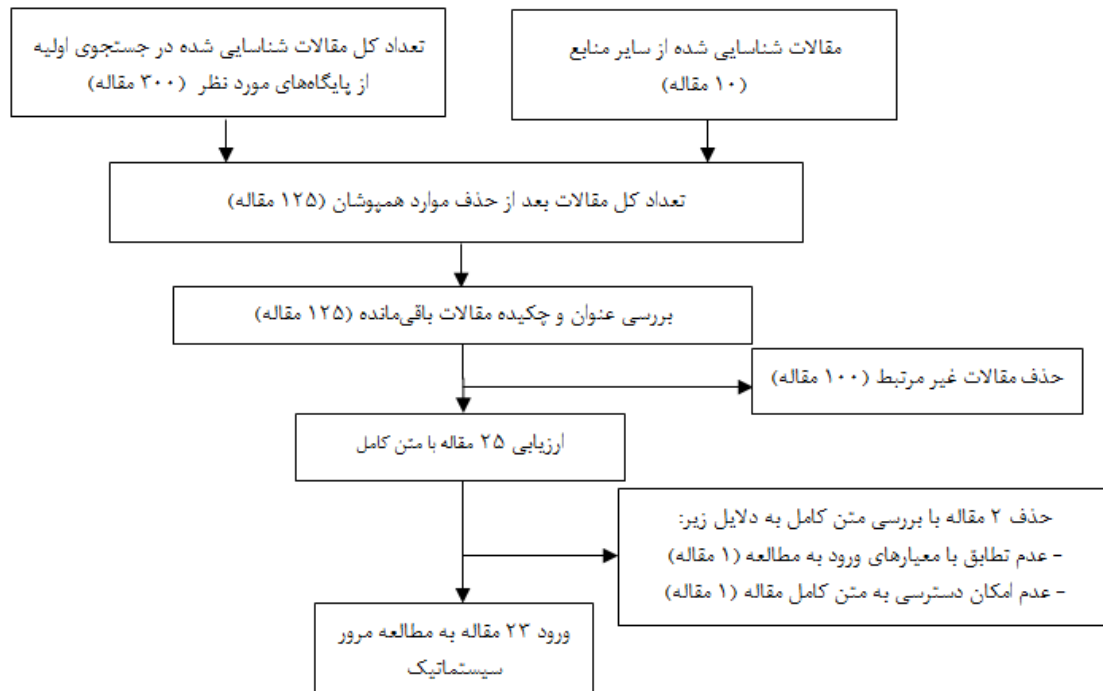 تعداد کل مقالات شناسایی شده در جستجوی اولیه
از پایگاه‌های مورد نظر (۳۰۰ مقاله)
مقالات شناسایی شده از سایر منابع
(۱۰ مقاله)
تعداد کل مقالات بعد از حذف موارد همپوشان (۱۲۵ مقاله)
بررسی عنوان و چکیده مقالات باقی‌مانده (۱۲۵ مقاله)
حذف مقالات غیر مرتبط (۱۰۰ مقاله)
ارزیابی ۲۵ مقاله با متن کامل
حذف ۲ مقاله با بررسی متن کامل به دلایل زیر:
- عدم تطابق با معیارهای ورود به مطالعه (۱ مقاله)
- عدم امکان دسترسی به متن کامل مقاله (۱ مقاله)
ورود ۲۳ مقاله به مطالعه مرور
سیستماتیک